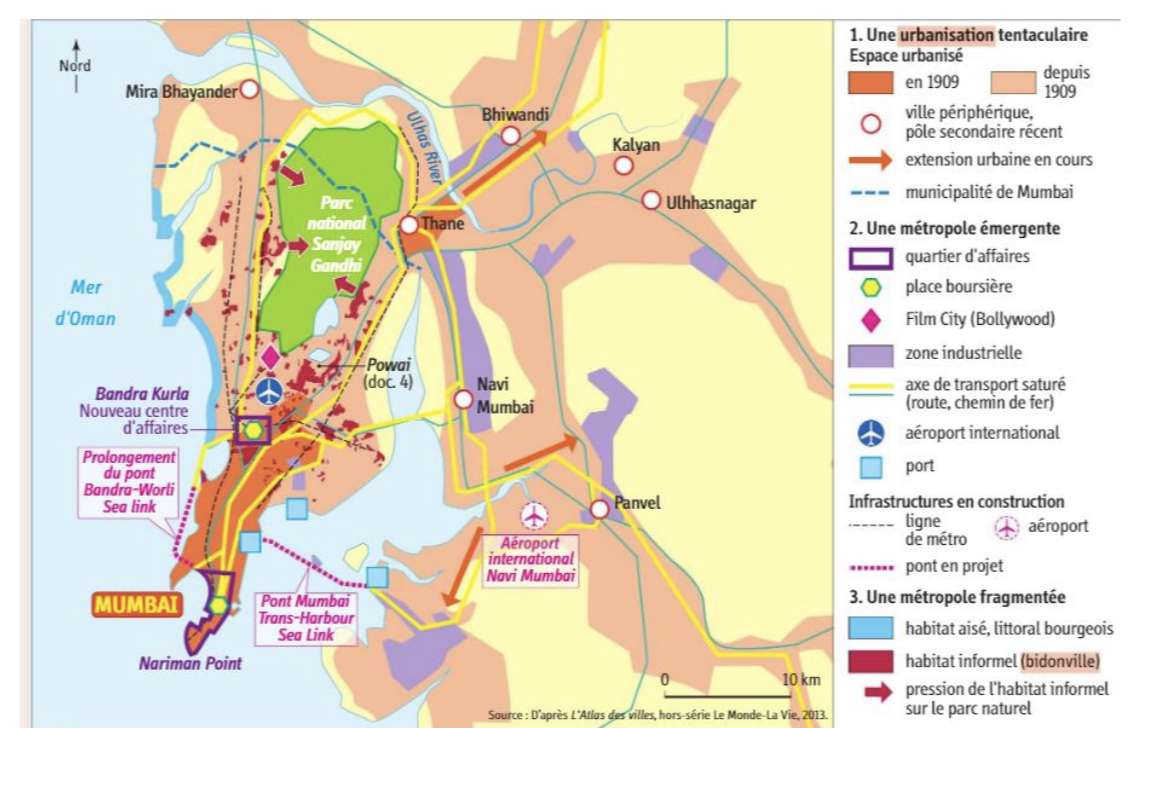 Nord
Mira Bhayander
Bhiwandi
Ulhas River
Kalyan
Ulhhasnagar
Parc
national
Sanjay
Gandhi
Thane
Mer
d'Oman
Powai
(doc. 4)
Bandra Kurla
Nouveau centre
d'affaires
Navi
Mumbai
Prolongement
du pont
Bandra-Worli
Sea link
Panvel
Aéroport
international
Navi Mumbai
MUMBAI
Pont Mumbai
Trans-Harbour
Sea Link
Nariman Point
0 10 km
Source : D'après L'Atlas des villes, hors-série Le Monde-La Vie, 2013.
1. Une urbanisation tentaculaire
Espace urbanisé
en 1909
depuis
1909
ville périphérique,
pôle secondaire récent
extension urbaine en cours
municipalité de Mumbai
2. Une métropole émergente
quartier d'affaires
place boursière
Film City (Bollywood)
zone industrielle
axe de transport saturé
(route, chemin de fer)
aéroport international
port
Infrastructures en construction
ligne
de métro
aéroport
pont en projet
3. Une métropole fragmentée
habitat aisé, littoral bourgeois
habitat informel (bidonville)
pression de l'habitat informel
sur le parc naturel